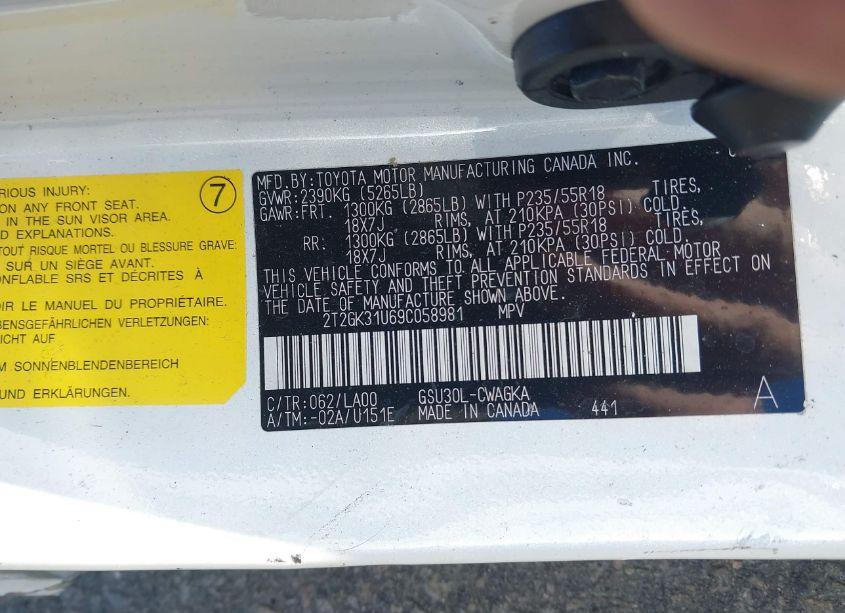 RIOUS INJURY:
ON ANY FRONT SEAT.
IN THE SUN VISOR AREA.
D EXPLANATIONS.
7
TOUT RISQUE MORTEL OU BLESSURE GRAVE:
SUR UN SIÈGE AVANT.
ONFLABLE SRS ET DÉCRITES À
IR LE MANUEL DU PROPRIÉTAIRE.
BENSGEFÄHRLICHEN VERLETZUNGEN:
ICHT AUF
M SONNENBLENDENBEREICH
UND ERKLÄRUNGEN.
MFD.BY:TOYOTA MOTOR MANUFACTURING CANADA INC.
GVWR:2390KG (5265LB)
GAWR:FRT. 1300KG (2865LB) WITH P235/55R18 TIRES,
18X7J RIMS, AT 210KPA (30PSI) COLD.
RR: 1300KG (2865LB) WITH P235/55R18 TIRES,
18X7J RIMS, AT 210KPA (30PSI) COLD
THIS VEHICLE CONFORMS TO ALL APPLICABLE FEDERAL MOTOR
VEHICLE SAFETY AND THEFT PREVENTION STANDARDS IN EFFECT ON
THE DATE OF MANUFACTURE SHOWN ABOVE.
2T2GK31U69C058981 MPV
C/TR:062/LA00 GSU30L-CWAGKA
A/TM:-02A/U151E MADE IN CANADA 441
A